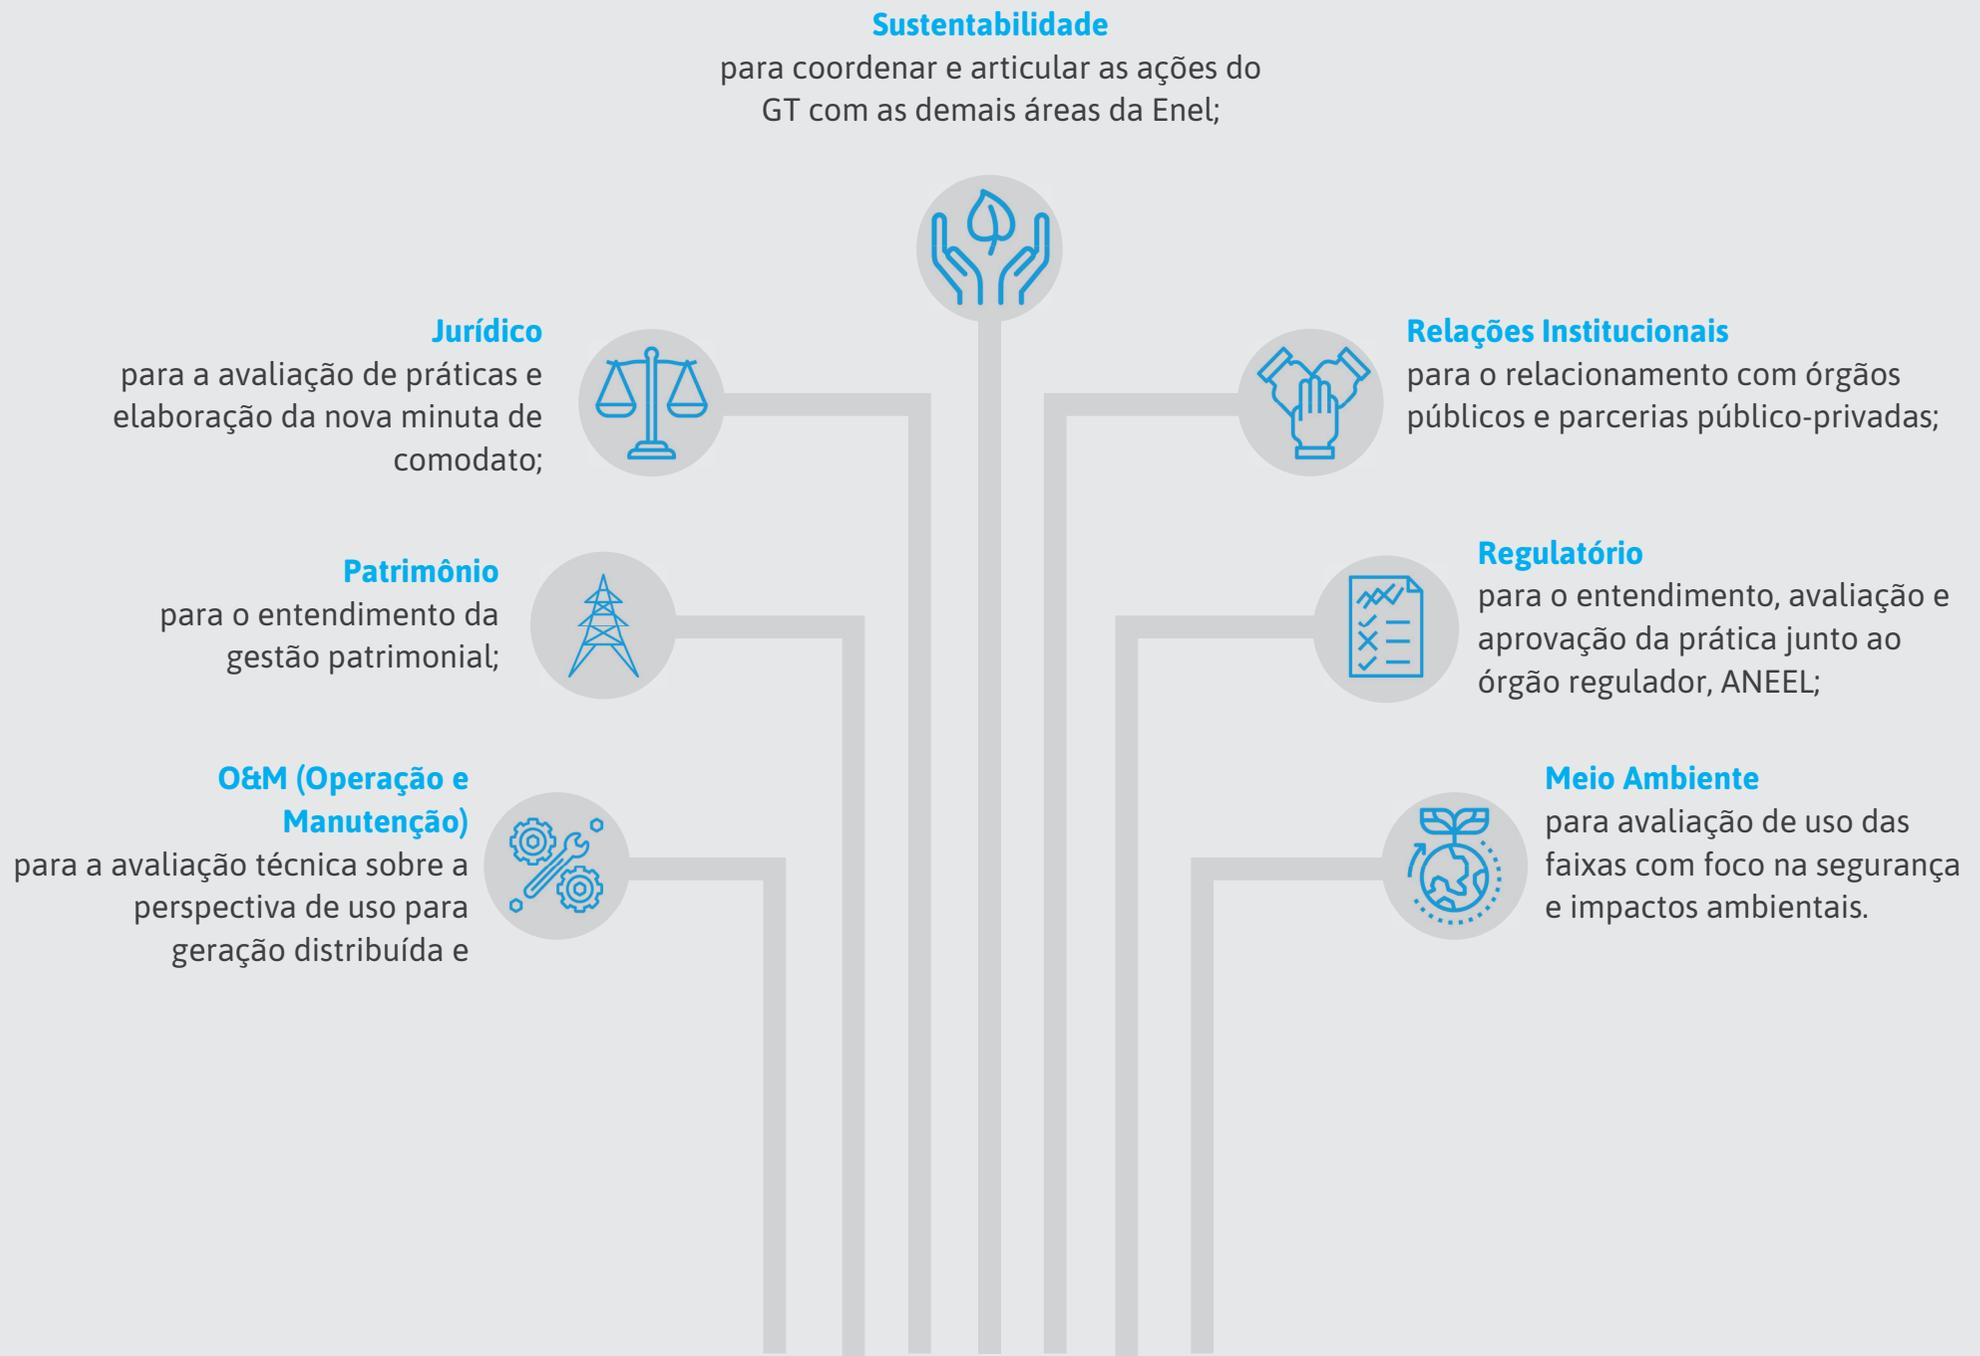 Sustentabilidade
para coordenar e articular as ações do
GT com as demais áreas da Enel;
Jurídico
para a avaliação de práticas e
elaboração da nova minuta de
comodato;
Relações Institucionais
para o relacionamento com órgãos
públicos e parcerias público-privadas;
Patrimônio
para o entendimento da
gestão patrimonial;
Regulatório
para o entendimento, avaliação e
aprovação da prática junto ao
órgão regulador, ANEEL;
O&M (Operação e
Manutenção)
para a avaliação técnica sobre a
perspectiva de uso para
geração distribuída e
Meio Ambiente
para avaliação de uso das
faixas com foco na segurança
e impactos ambientais.